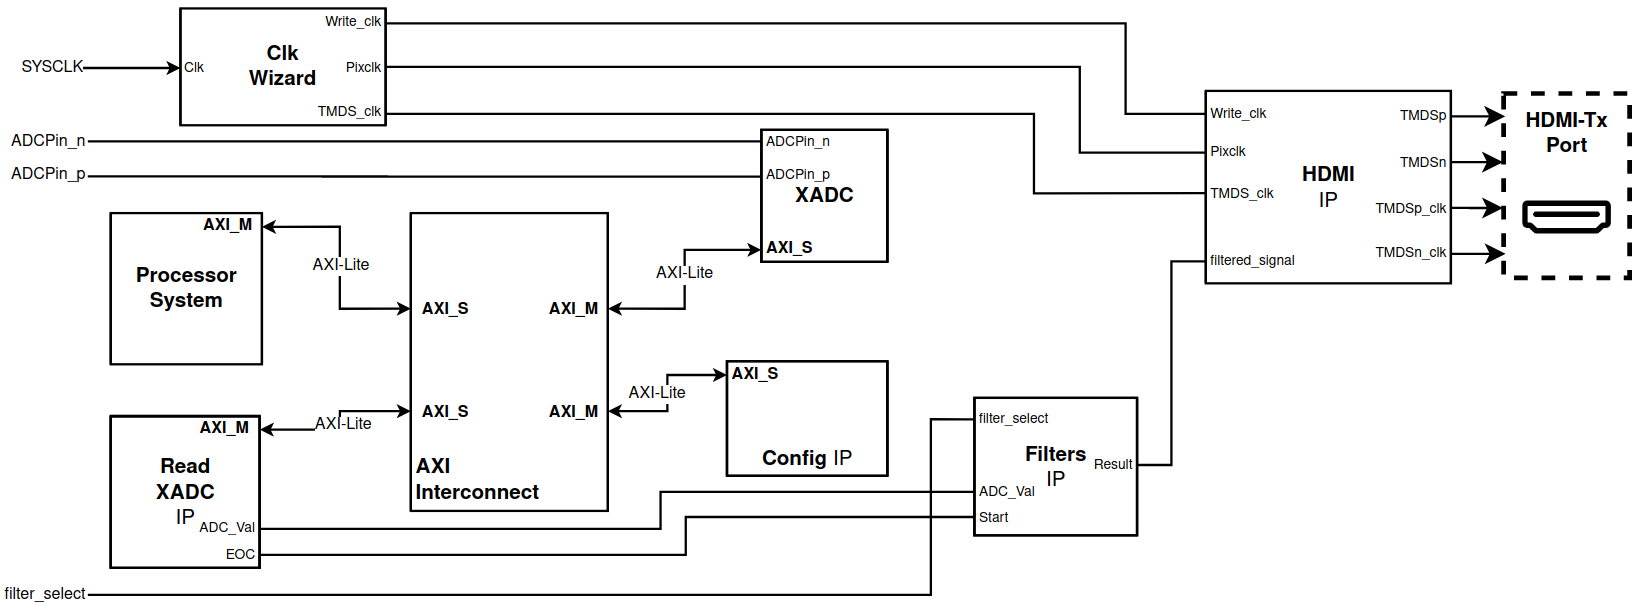 SYSCLK
Clk
Clk
Wizard
Write_clk
Pixclk
TMDS_clk
ADCPin_n
ADCPin_p
ADCPin_n
ADCPin_p
XADC
AXI_S
Write_clk
Pixclk
TMDS_clk
filtered_signal
HDMI
IP
TMDSp
TMDSn
TMDSp_clk
TMDSn_clk
HDMI-Tx
Port
AXI_M
Processor
System
AXI-Lite
AXI_S
AXI_M
AXI-Lite
AXI_S
AXI_M
AXI
Interconnect
AXI-Lite
AXI-Lite
AXI_S
Config IP
AXI_M
Read
XADC
IP
ADC_Val
EOC
filter_select
filter_select
Filters
IP
Result
ADC_Val
Start